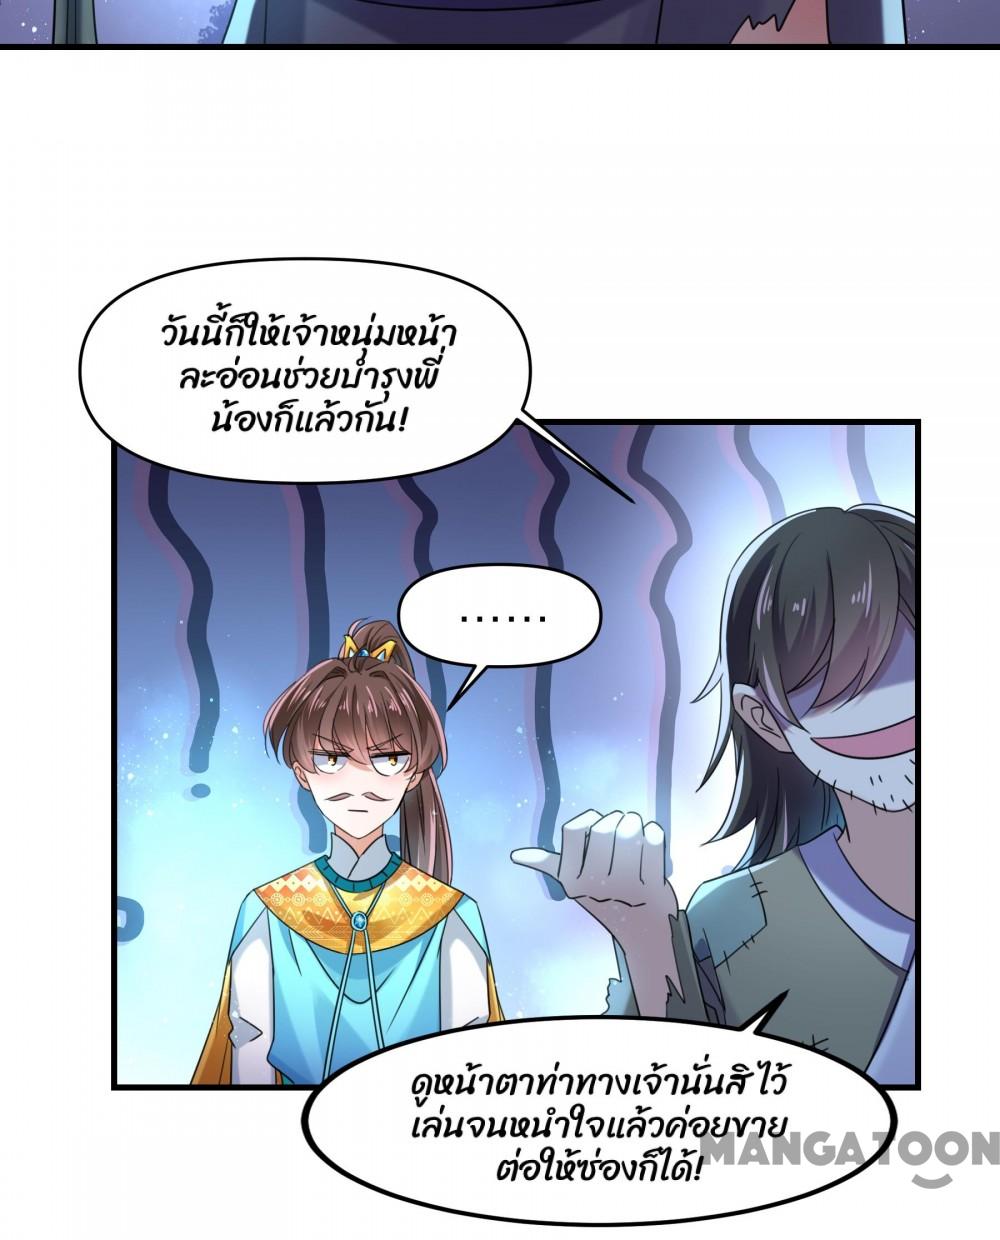 วันนี้ก็ให้เจ้าหนุ่มหน้า
ละอ่อนช่วยบำรุงพี่
น้องก็แล้วกัน!
......
ดูหน้าตาท่าทางเจ้านั่นสิ ไว้
เล่นจนหนำใจแล้วค่อยขาย
ต่อให้ซ่องก็ได้!
MANGATOON